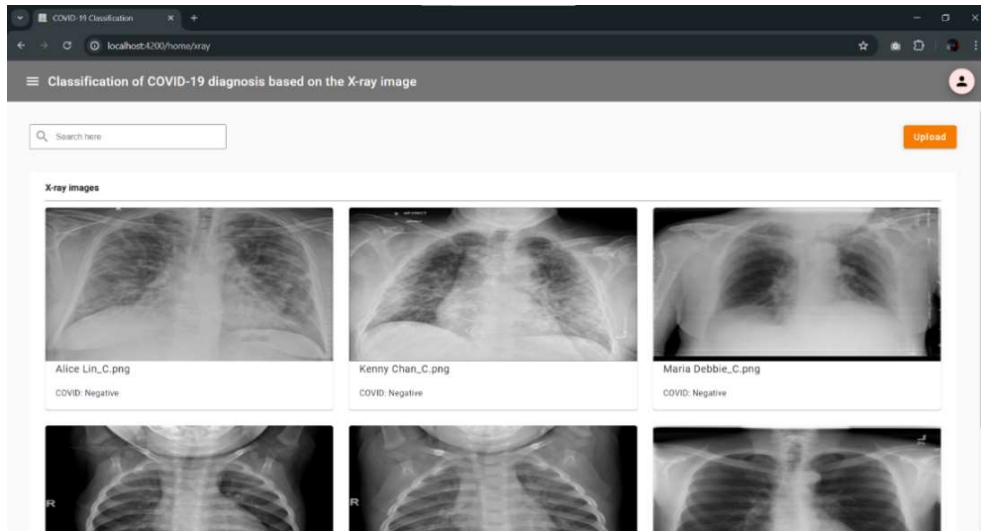 COVID-19 Classification
localhost:4200/home/xray
Classification of COVID-19 diagnosis based on the X-ray image
Search here
Upload
X-ray images
Alice Lin_C.png
Kenny Chan_C.png
Maria Debbie_C.png
COVID: Negative
COVID: Negative
COVID: Negative
R
R